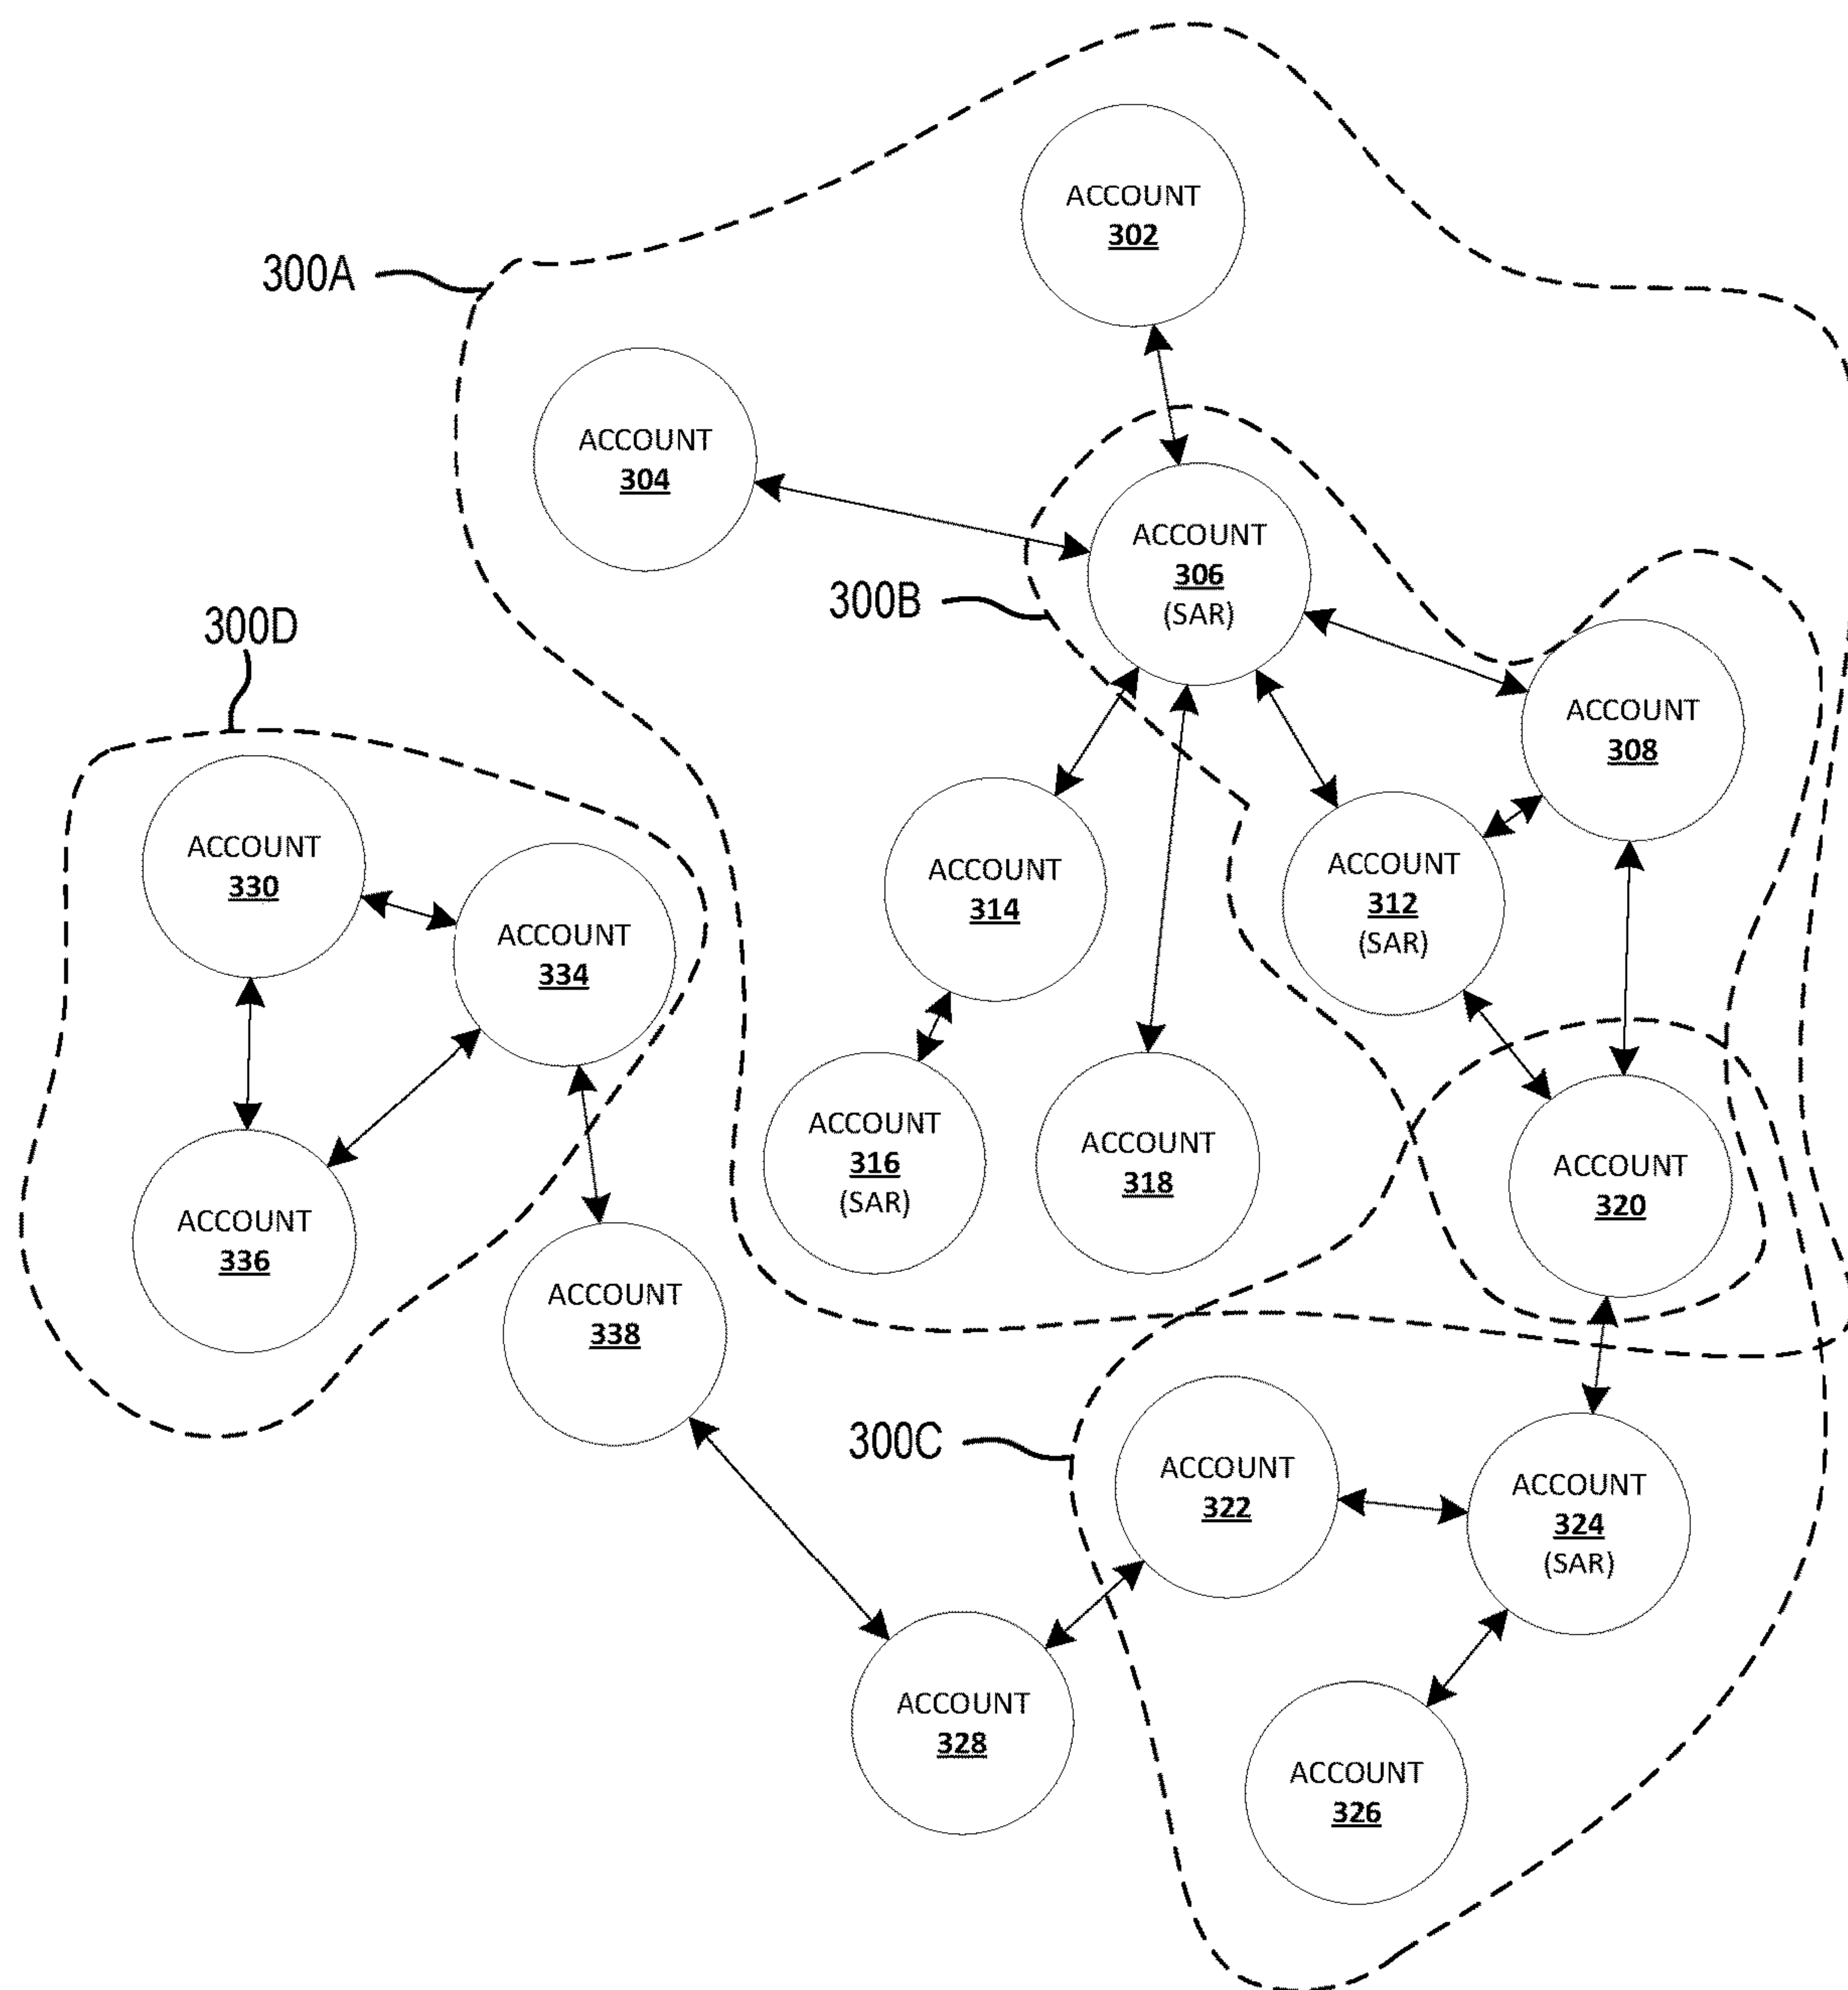 ACCOUNT
302
300A
ACCOUNT
304
ACCOUNT
306
(SAR)
300B
300D
ACCOUNT
308
ACCOUNT
330
ACCOUNT
314
ACCOUNT
312
(SAR)
ACCOUNT
334
ACCOUNT
316
(SAR)
ACCOUNT
318
ACCOUNT
320
ACCOUNT
336
ACCOUNT
338
300C
ACCOUNT
322
ACCOUNT
324
(SAR)
ACCOUNT
328
ACCOUNT
326